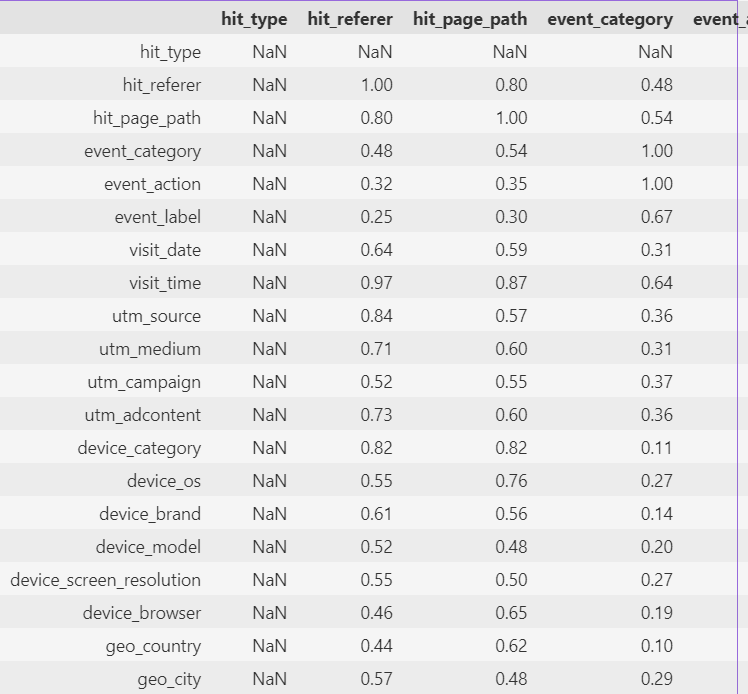 hit_type hit_referer hit_page_path event_category event_
hit_type NaN NaN NaN NaN
hit_referer NaN 1.00 0.80 0.48
hit_page_path NaN 0.80 1.00 0.54
event_category NaN 0.48 0.54 1.00
event_action NaN 0.32 0.35 1.00
event_label NaN 0.25 0.30 0.67
visit_date NaN 0.64 0.59 0.31
visit_time NaN 0.97 0.87 0.64
utm_source NaN 0.84 0.57 0.36
utm_medium NaN 0.71 0.60 0.31
utm_campaign NaN 0.52 0.55 0.37
utm_adcontent NaN 0.73 0.60 0.36
device_category NaN 0.82 0.82 0.11
device_os NaN 0.55 0.76 0.27
device_brand NaN 0.61 0.56 0.14
device_model NaN 0.52 0.48 0.20
device_screen_resolution NaN 0.55 0.50 0.27
device_browser NaN 0.46 0.65 0.19
geo_country NaN 0.44 0.62 0.10
geo_city NaN 0.57 0.48 0.29